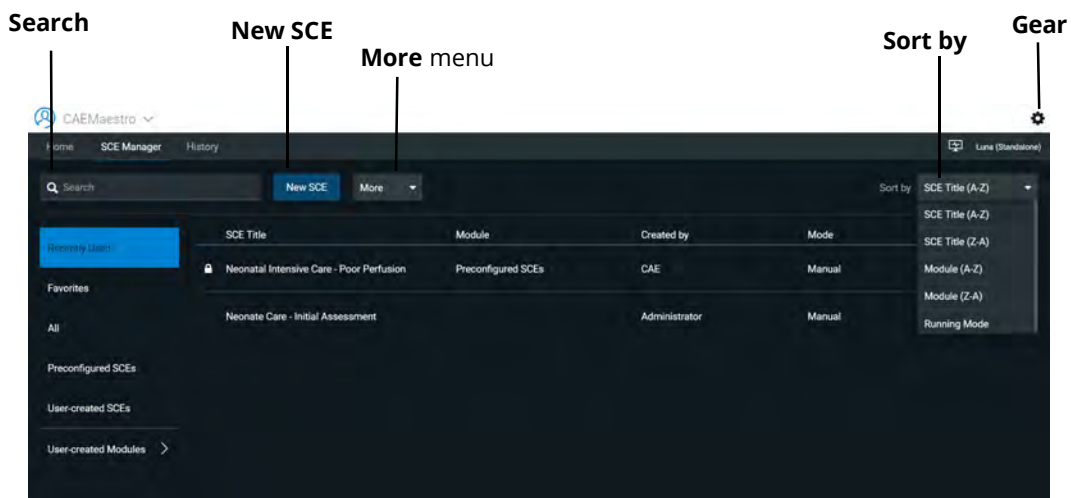 Search
New SCE
More menu
Sort by
Gear
CAEMaestro
Home SCE Manager History
Luna (Standalone)
Search
New SCE
More
Sort by
SCE Title (A-Z)
SCE Title (A-Z)
SCE Title (Z-A)
Module (A-Z)
Module (Z-A)
Running Mode
Recently Used
Favorites
All
Preconfigured SCEs
User-created SCEs
User-created Modules
SCE Title Module Created by Mode
Neonatal Intensive Care - Poor Perfusion Preconfigured SCEs CAE Manual
Neonate Care - Initial Assessment Administrator Manual